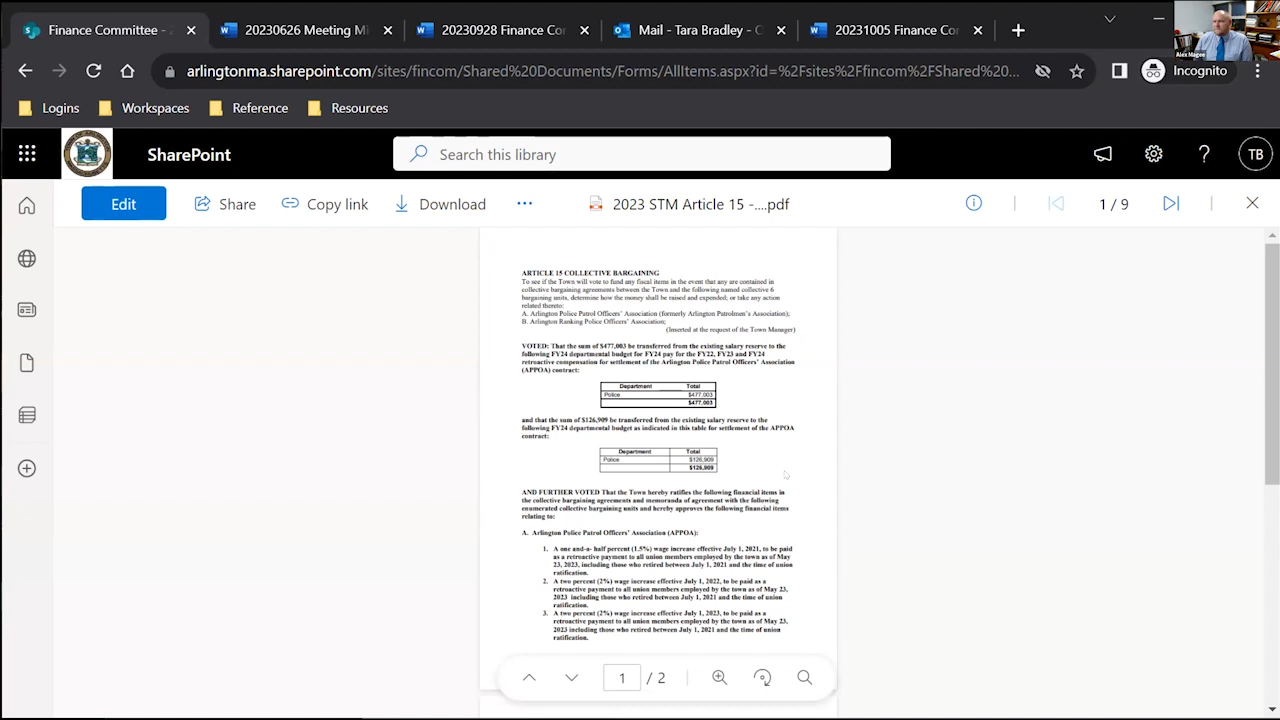 Finance Committee -
20230626 Meeting Mi
20230628 Finance Cor
Mail - Tara Bradley - O
20231005 Finance Co
Alex Magee
arlingtonma.sharepoint.com/sites/fincom/Shared%20Documents/Forms/AllItems.aspx?id=%2Fsites%2Ffincom%2FShared%20...
Incognito
Logins
Workspaces
Reference
Resources
SharePoint
Search this library
TB
Edit
Share
Copy link
Download
2023 STM Article 15 -....pdf
1 / 9
ARTICLE 15 COLLECTIVE BARGAINING
To see if the Town will vote to fund any fiscal items in the event that any are contained in
collective bargaining agreements between the Town and the following named collective 6
bargaining units, determine how the money shall be raised and expended; or take any action
related thereto:
A. Arlington Police Patrol Officers' Association (formerly Arlington Patrolmen's Association);
B. Arlington Ranking Police Officers' Association;
(Inserted at the request of the Town Manager)
VOTED: That the sum of $477,003 be transferred from the existing salary reserve to the
following FY24 departmental budget for FY24 pay for the FY22, FY23 and FY24
retroactive compensation for settlement of the Arlington Police Patrol Officers' Association
(APPOA) contract:
Department Total
Police $477,003
$477,003
and that the sum of $126,909 be transferred from the existing salary reserve to the
following FY24 departmental budget as indicated in this table for settlement of the APPOA
contract:
Department Total
Police $126,909
$126,909
AND FURTHER VOTED That the Town hereby ratifies the following financial items in
the collective bargaining agreements and memoranda of agreement with the following
enumerated collective bargaining units and hereby approves the following financial items
relating to:
A. Arlington Police Patrol Officers' Association (APPOA):
1. A one and-a- half percent (1.5%) wage increase effective July 1, 2021, to be paid
as a retroactive payment to all union members employed by the town as of May
23, 2023, including those who retired between July 1, 2021 and the time of union
ratification.
2. A two percent (2%) wage increase effective July 1, 2022, to be paid as a
retroactive payment to all union members employed by the town as of May 23,
2023 including those who retired between July 1, 2021 and the time of union
ratification.
3. A two percent (2%) wage increase effective July 1, 2023, to be paid as a
retroactive payment to all union members employed by the town as of May 23,
2023 including those who retired between July 1, 2021 and the time of union
ratification.
1 / 2